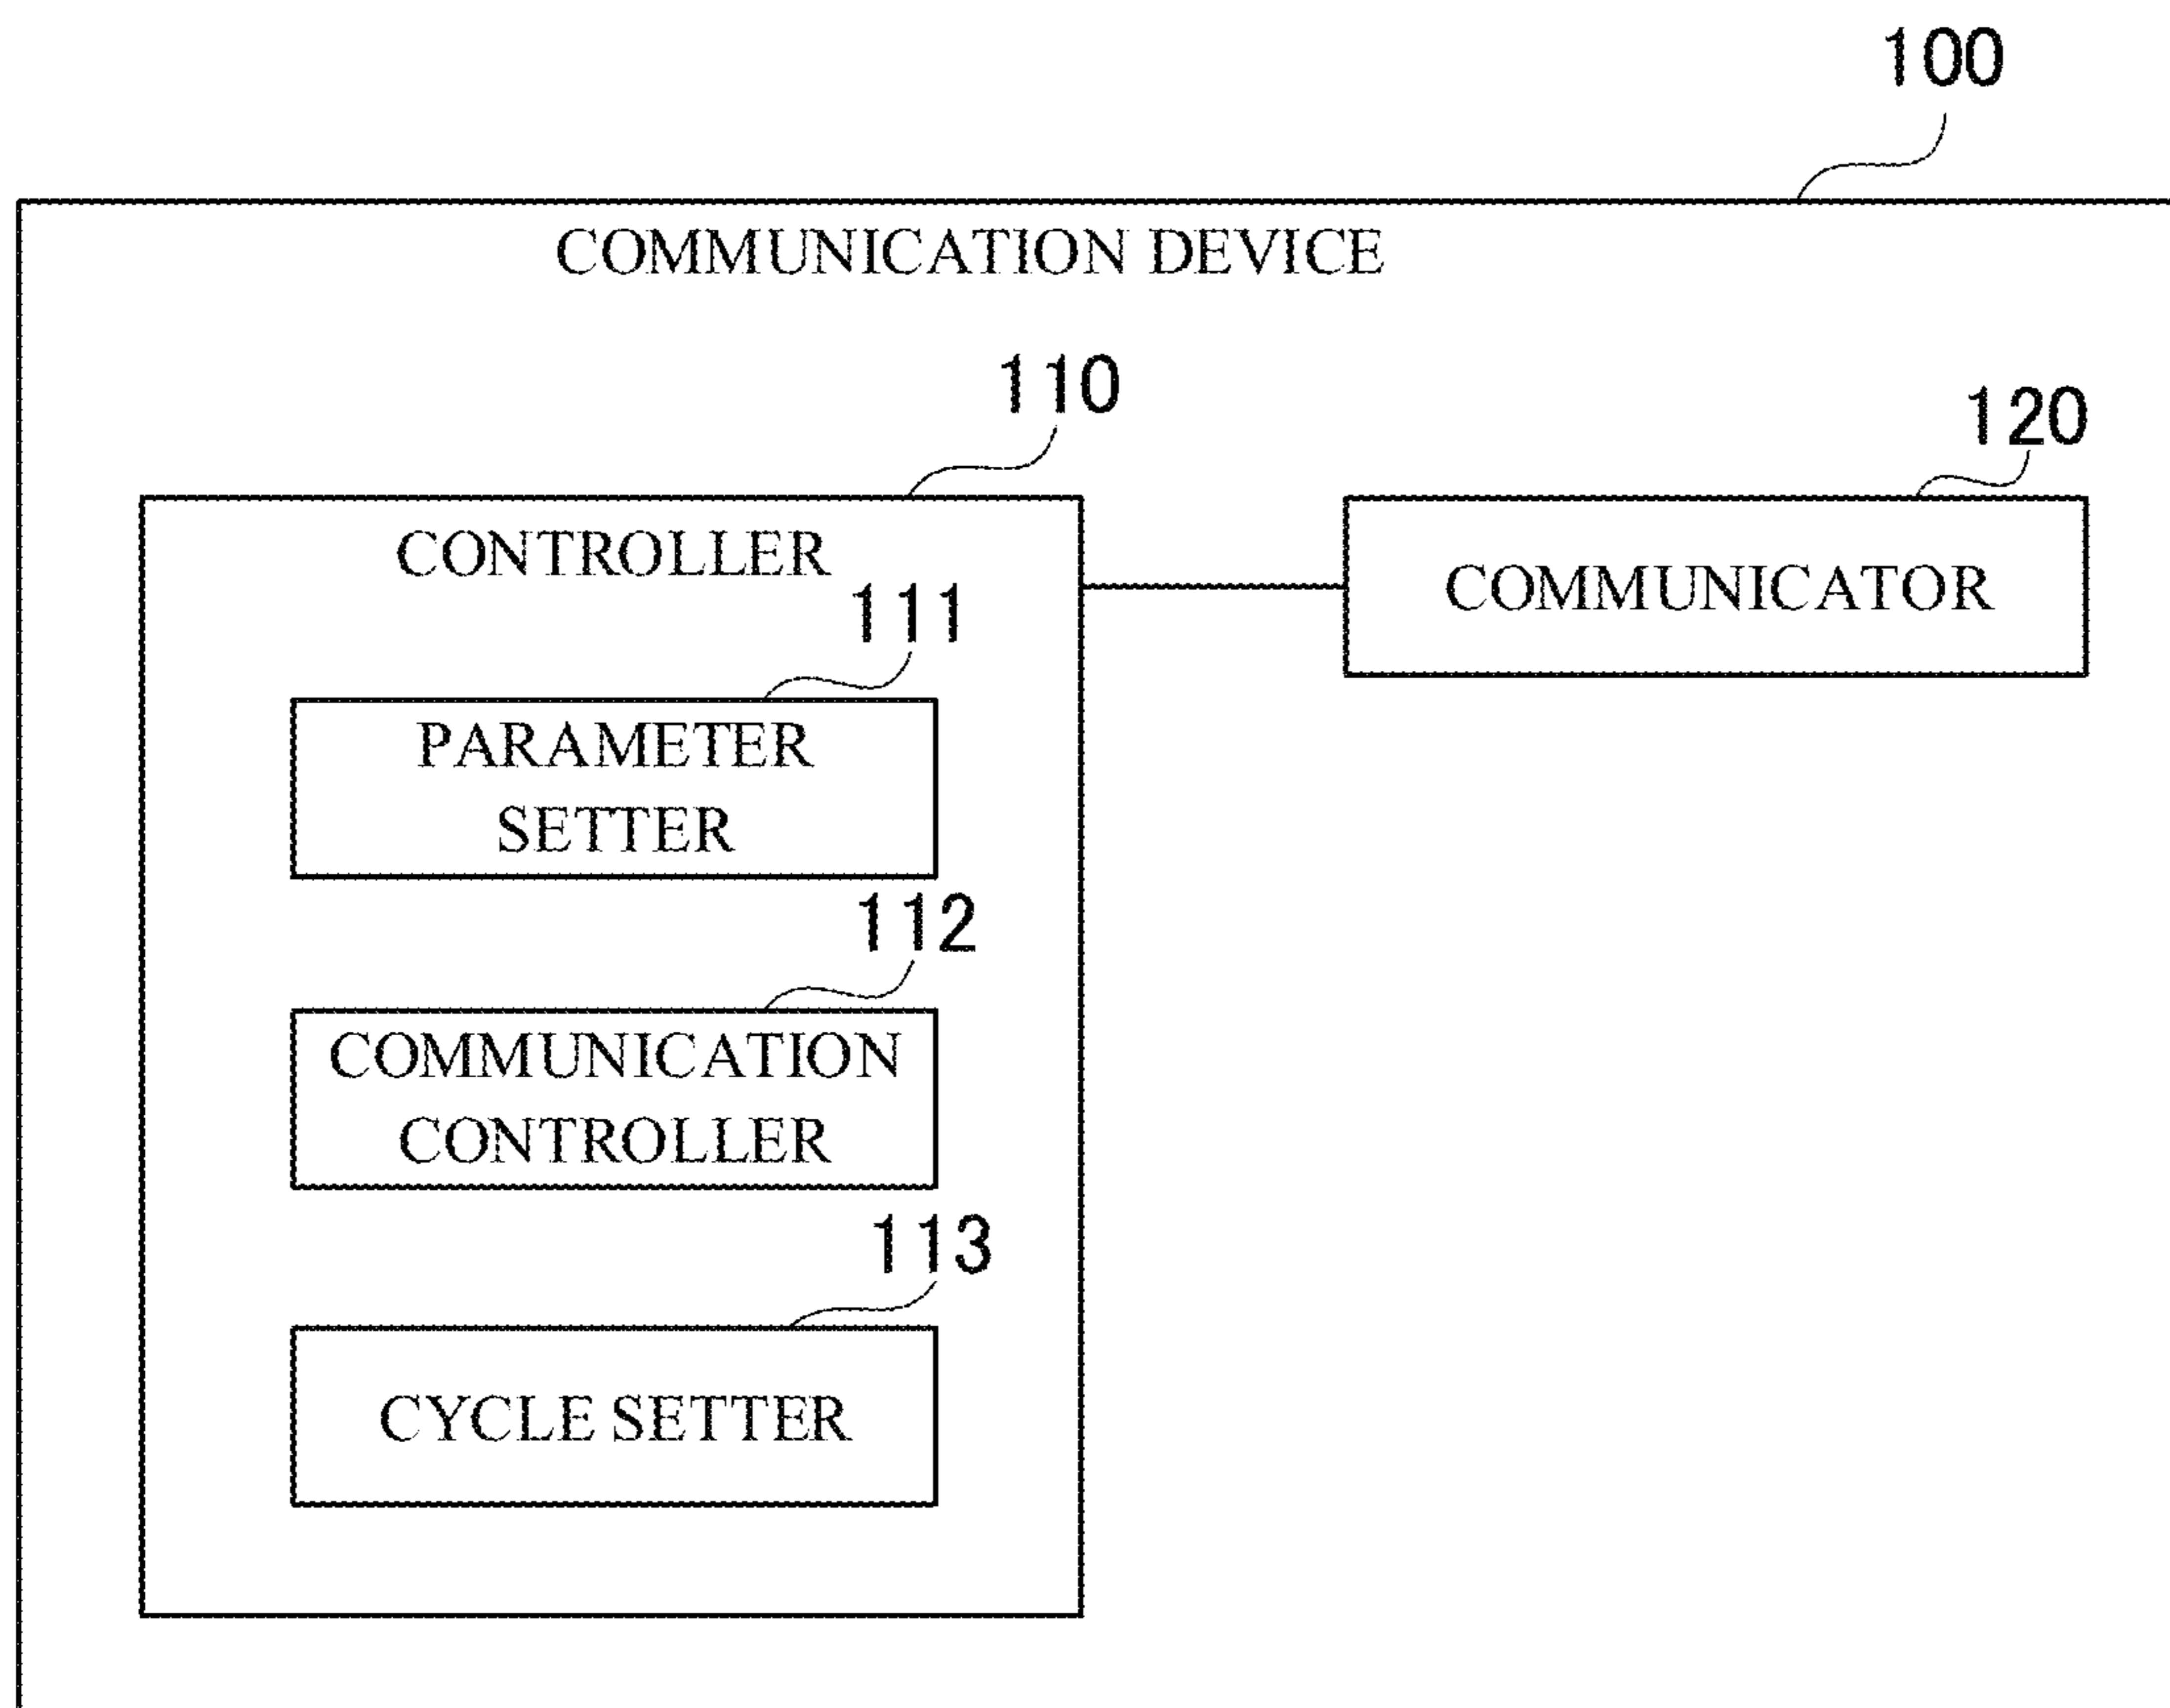 100
COMMUNICATION DEVICE
110
120
CONTROLLER
COMMUNICATOR
111
PARAMETER
SETTER
112
COMMUNICATION
CONTROLLER
113
CYCLE SETTER